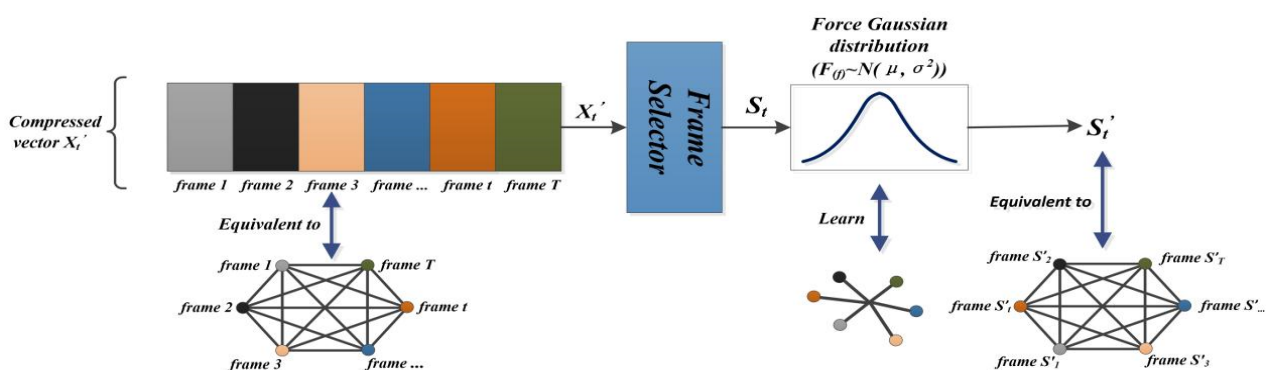 Force Gaussian
distribution
(F(f)~N( μ, σ²))
Compressed
vector Xt′
Xt′
Frame
Selector
St
St′
frame 1
frame 2
frame 3
frame ...
frame t
frame T
Equivalent to
Learn
Equivalent to
frame 1
frame T
frame 2
frame t
frame 3
frame ...
frame S'2
frame S'T
frame S't
frame S'...
frame S'1
frame S'3